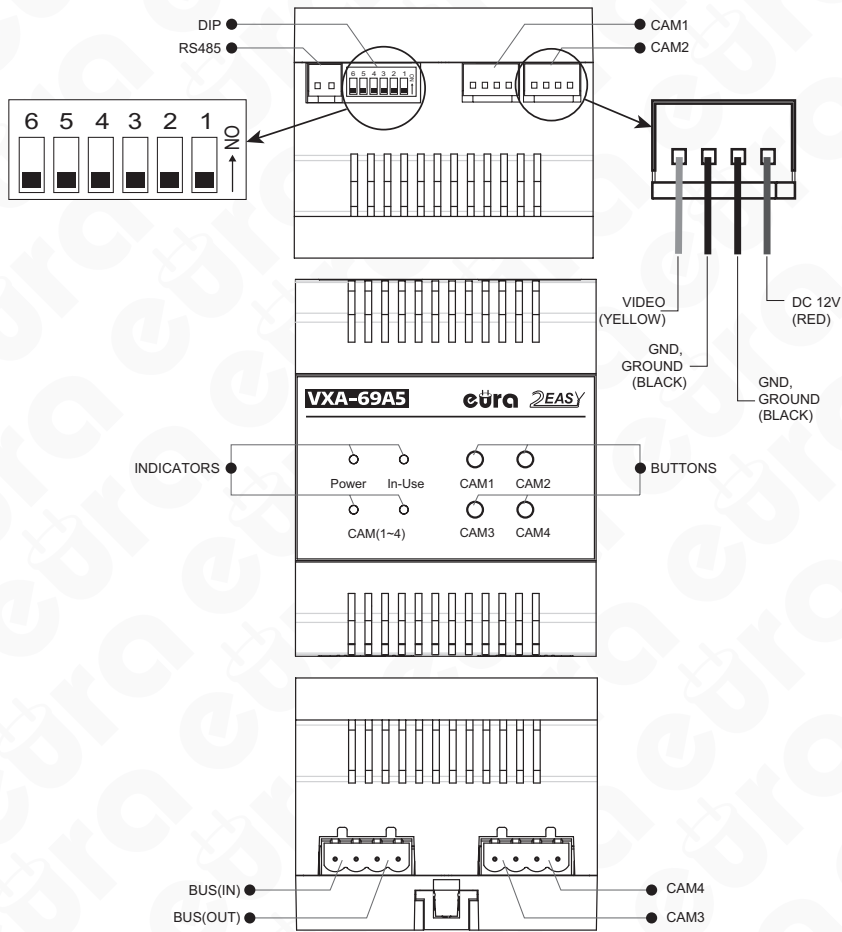 DIP
RS485
CAM1
CAM2
6 5 4 3 2 1
ON
6 5 4 3 2 1
ON
VIDEO
(YELLOW)
DC 12V
(RED)
GND,
GROUND
(BLACK)
GND,
GROUND
(BLACK)
VXA-69A5
eura
2EASY
INDICATORS
BUTTONS
Power
In-Use
CAM1
CAM2
CAM(1~4)
CAM3
CAM4
BUS(IN)
BUS(OUT)
CAM4
CAM3